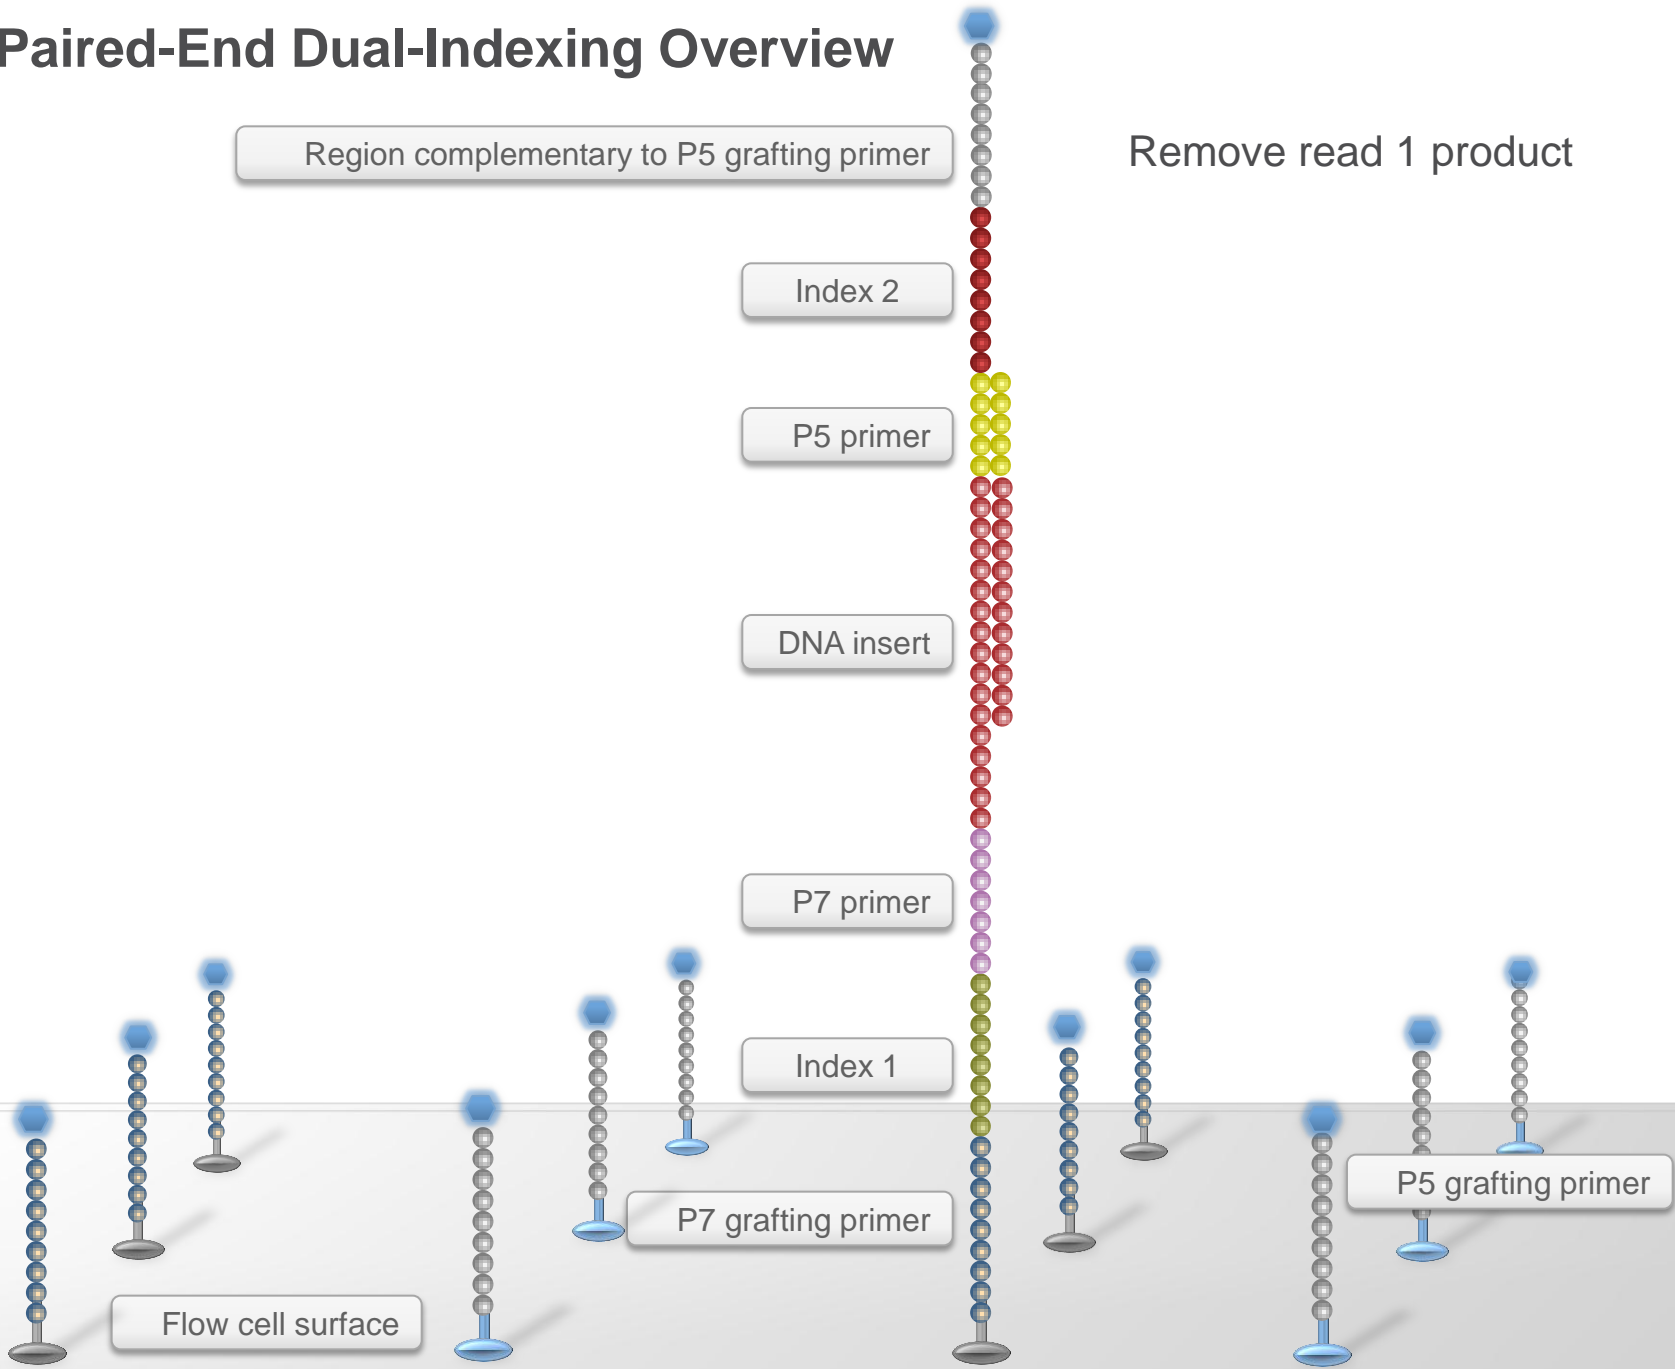 Paired-End Dual-Indexing Overview
Region complementary to P5 grafting primer
Remove read 1 product
Index 2
P5 primer
DNA insert
P7 primer
Index 1
P5 grafting primer
P7 grafting primer
Flow cell surface